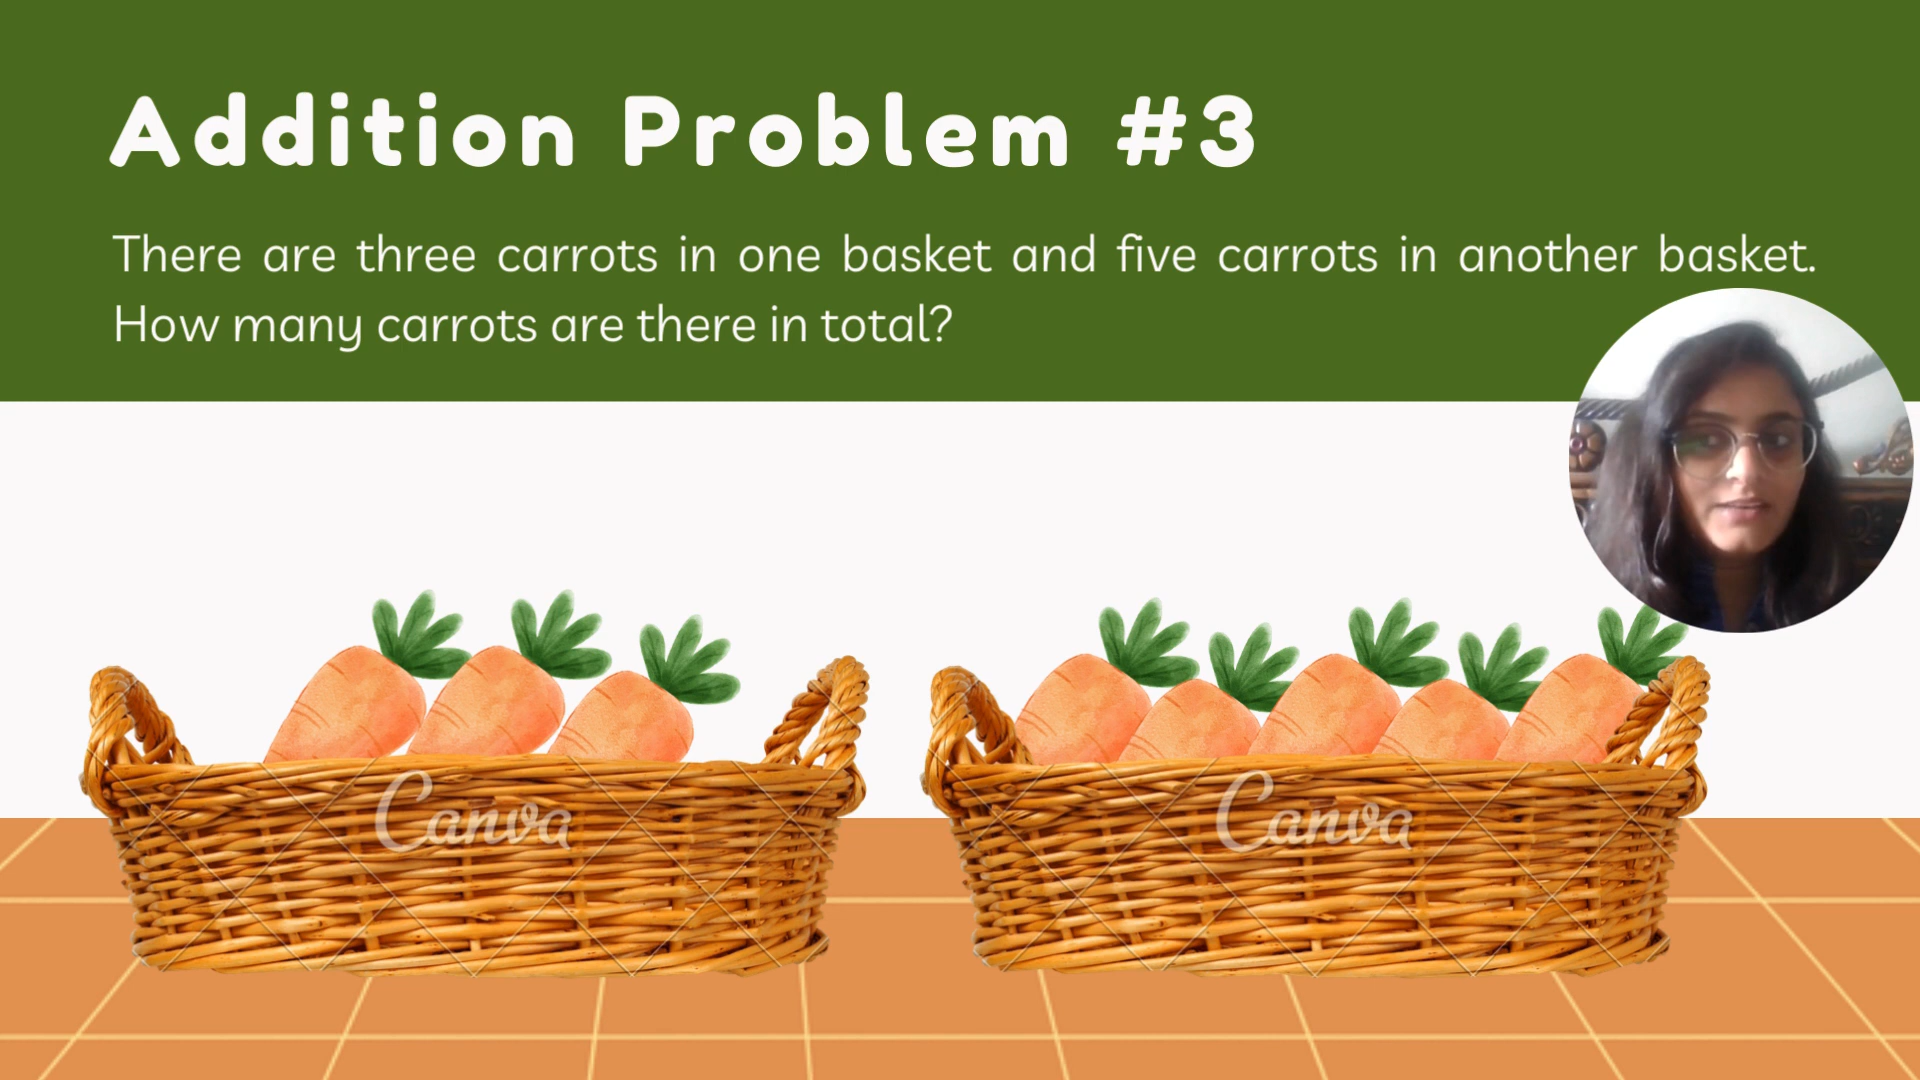 Addition Problem #3
There are three carrots in one basket and five carrots in another basket.
How many carrots are there in total?
Canva
Canva